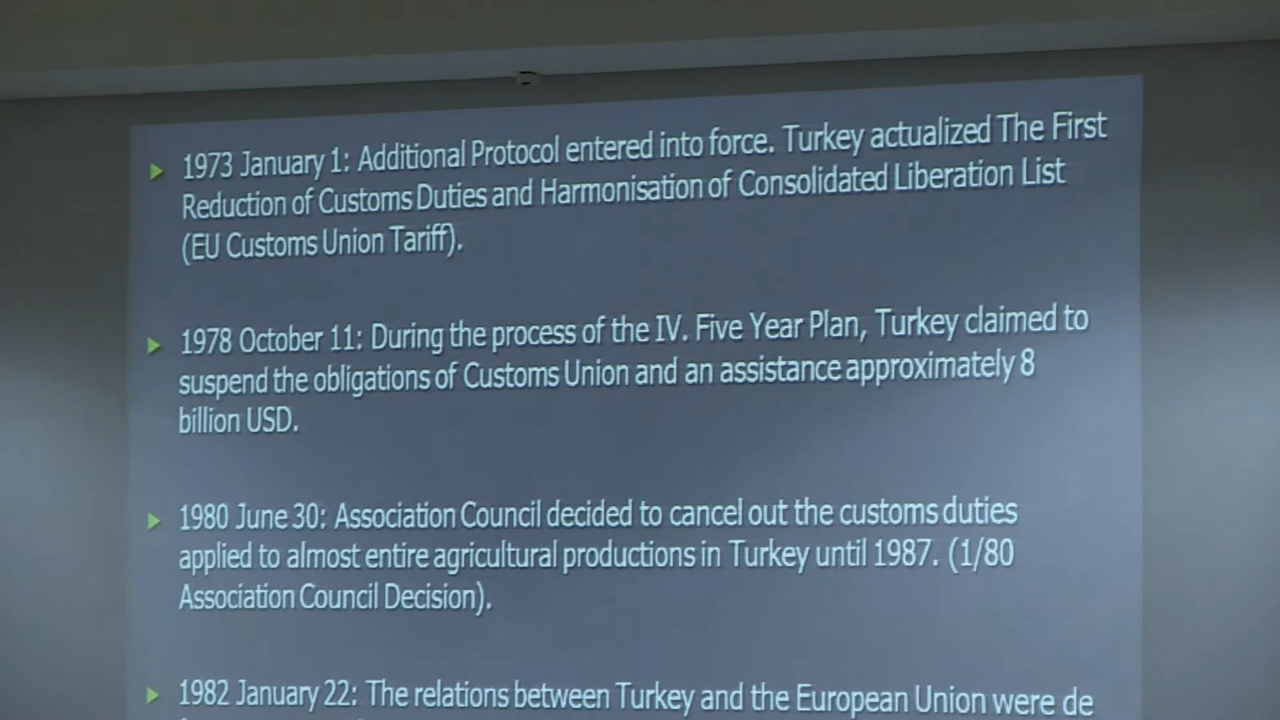 1973 January 1: Additional Protocol entered into force. Turkey actualized The First
Reduction of Customs Duties and Harmonisation of Consolidated Liberation List
(EU Customs Union Tariff).
1978 October 11: During the process of the IV. Five Year Plan, Turkey claimed to
suspend the obligations of Customs Union and an assistance approximately 8
billion USD.
1980 June 30: Association Council decided to cancel out the customs duties
applied to almost entire agricultural productions in Turkey until 1987. (1/80
Association Council Decision).
1982 January 22: The relations between Turkey and the European Union were de